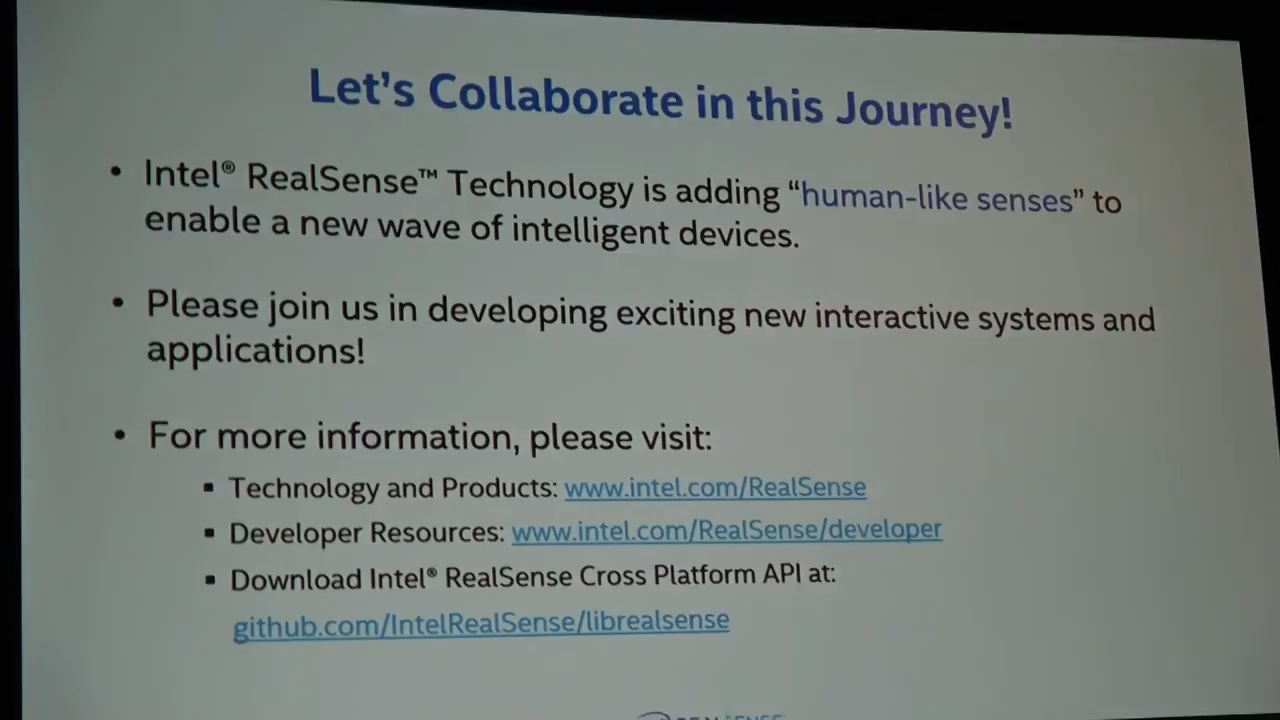 Let's Collaborate in this Journey!
• Intel® RealSense™ Technology is adding “human-like senses” to
enable a new wave of intelligent devices.
• Please join us in developing exciting new interactive systems and
applications!
• For more information, please visit:
▪ Technology and Products: www.intel.com/RealSense
▪ Developer Resources: www.intel.com/RealSense/developer
▪ Download Intel® RealSense Cross Platform API at:
github.com/IntelRealSense/librealsense